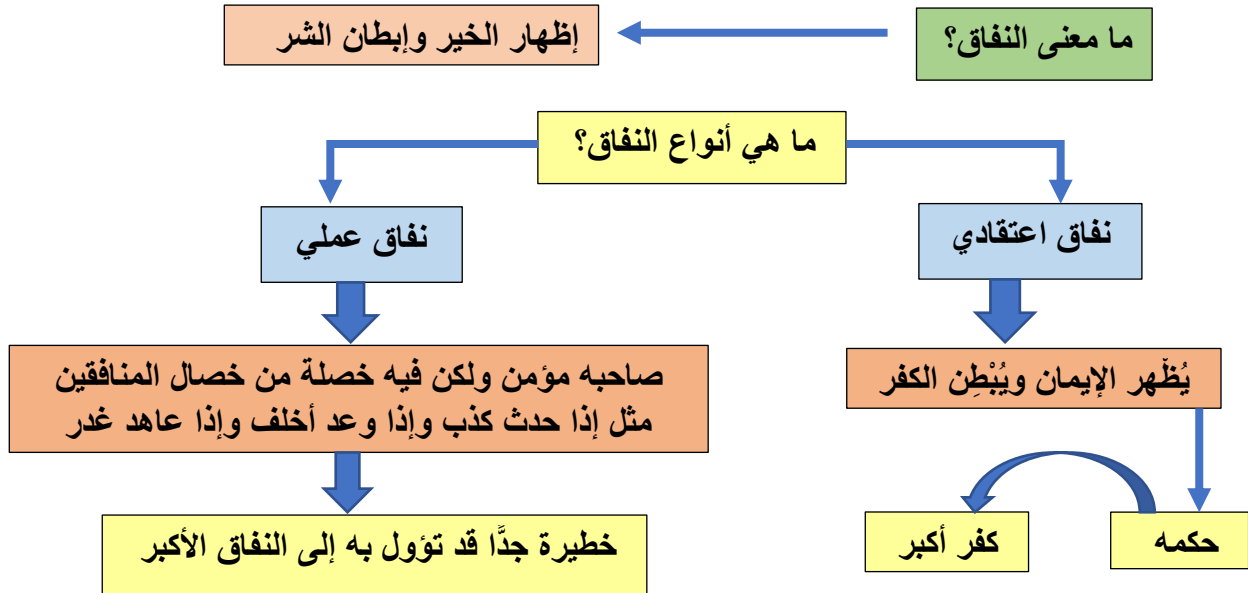 ما معنى النفاق؟
إظهار الخير وإبطان الشر
ما هي أنواع النفاق؟
نفاق اعتقادي
نفاق عملي
يُظْهر الإيمان ويُبْطِن الكفر
صاحبه مؤمن ولكن فيه خصلة من خصال المنافقين
مثل إذا حدث كذب وإذا وعد أخلف وإذا عاهد غدر
حكمه
كفر أكبر
خطيرة جدًّا قد تؤول به إلى النفاق الأكبر